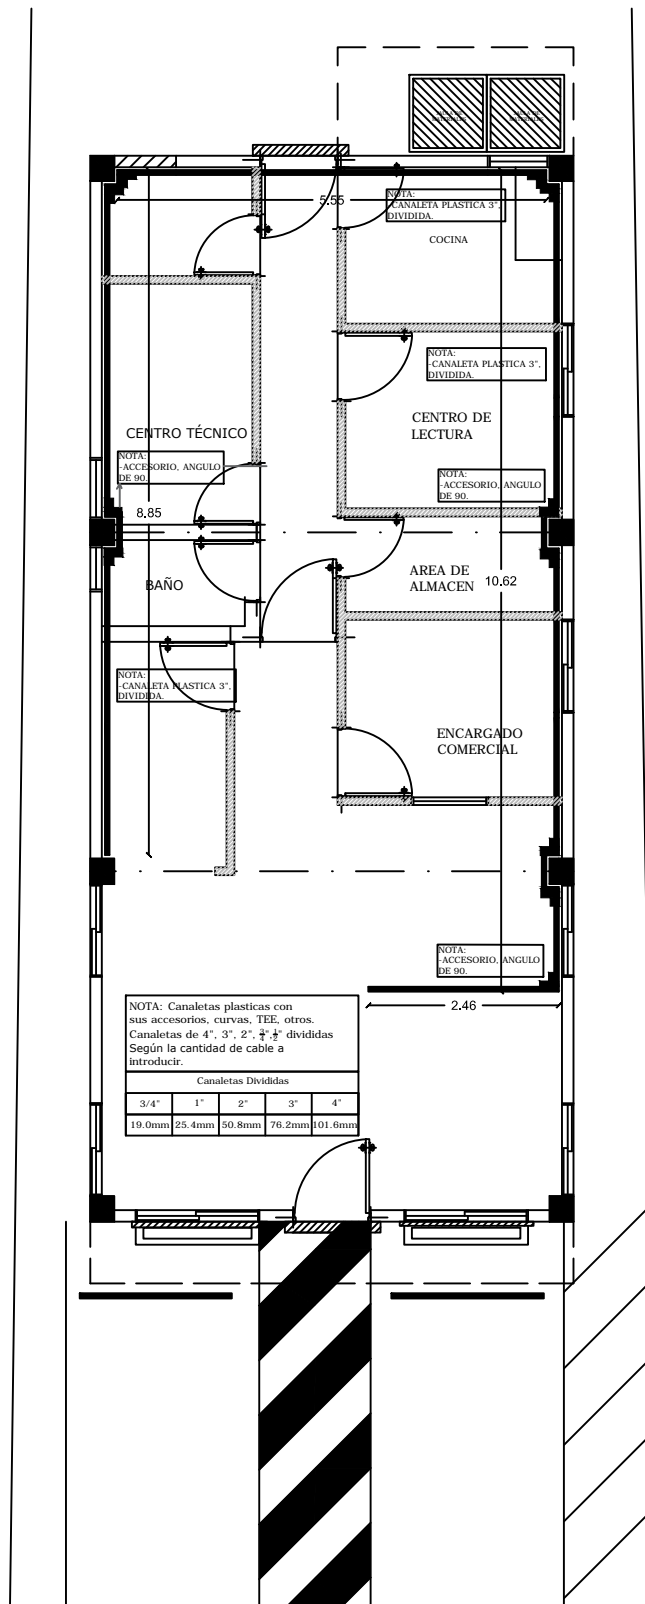 5.55
NOTA:
-CANALETA PLASTICA 3",
DIVIDIDA.
COCINA
NOTA:
-CANALETA PLASTICA 3",
DIVIDIDA.
CENTRO DE
LECTURA
CENTRO TÉCNICO
NOTA:
-ACCESORIO, ANGULO
DE 90.
NOTA:
-ACCESORIO, ANGULO
DE 90.
8.85
AREA DE
ALMACEN
10.62
BAÑO
NOTA:
-CANALETA PLASTICA 3",
DIVIDIDA.
ENCARGADO
COMERCIAL
NOTA:
-ACCESORIO, ANGULO
DE 90.
2.46
NOTA: Canaletas plasticas con
sus accesorios, curvas, TEE, otros.
Canaletas de 4", 3", 2", 3/4", 1/2" divididas
Según la cantidad de cable a
introducir.
Canaletas Divididas
3/4" 1" 2" 3" 4"
19.0mm 25.4mm 50.8mm 76.2mm 101.6mm